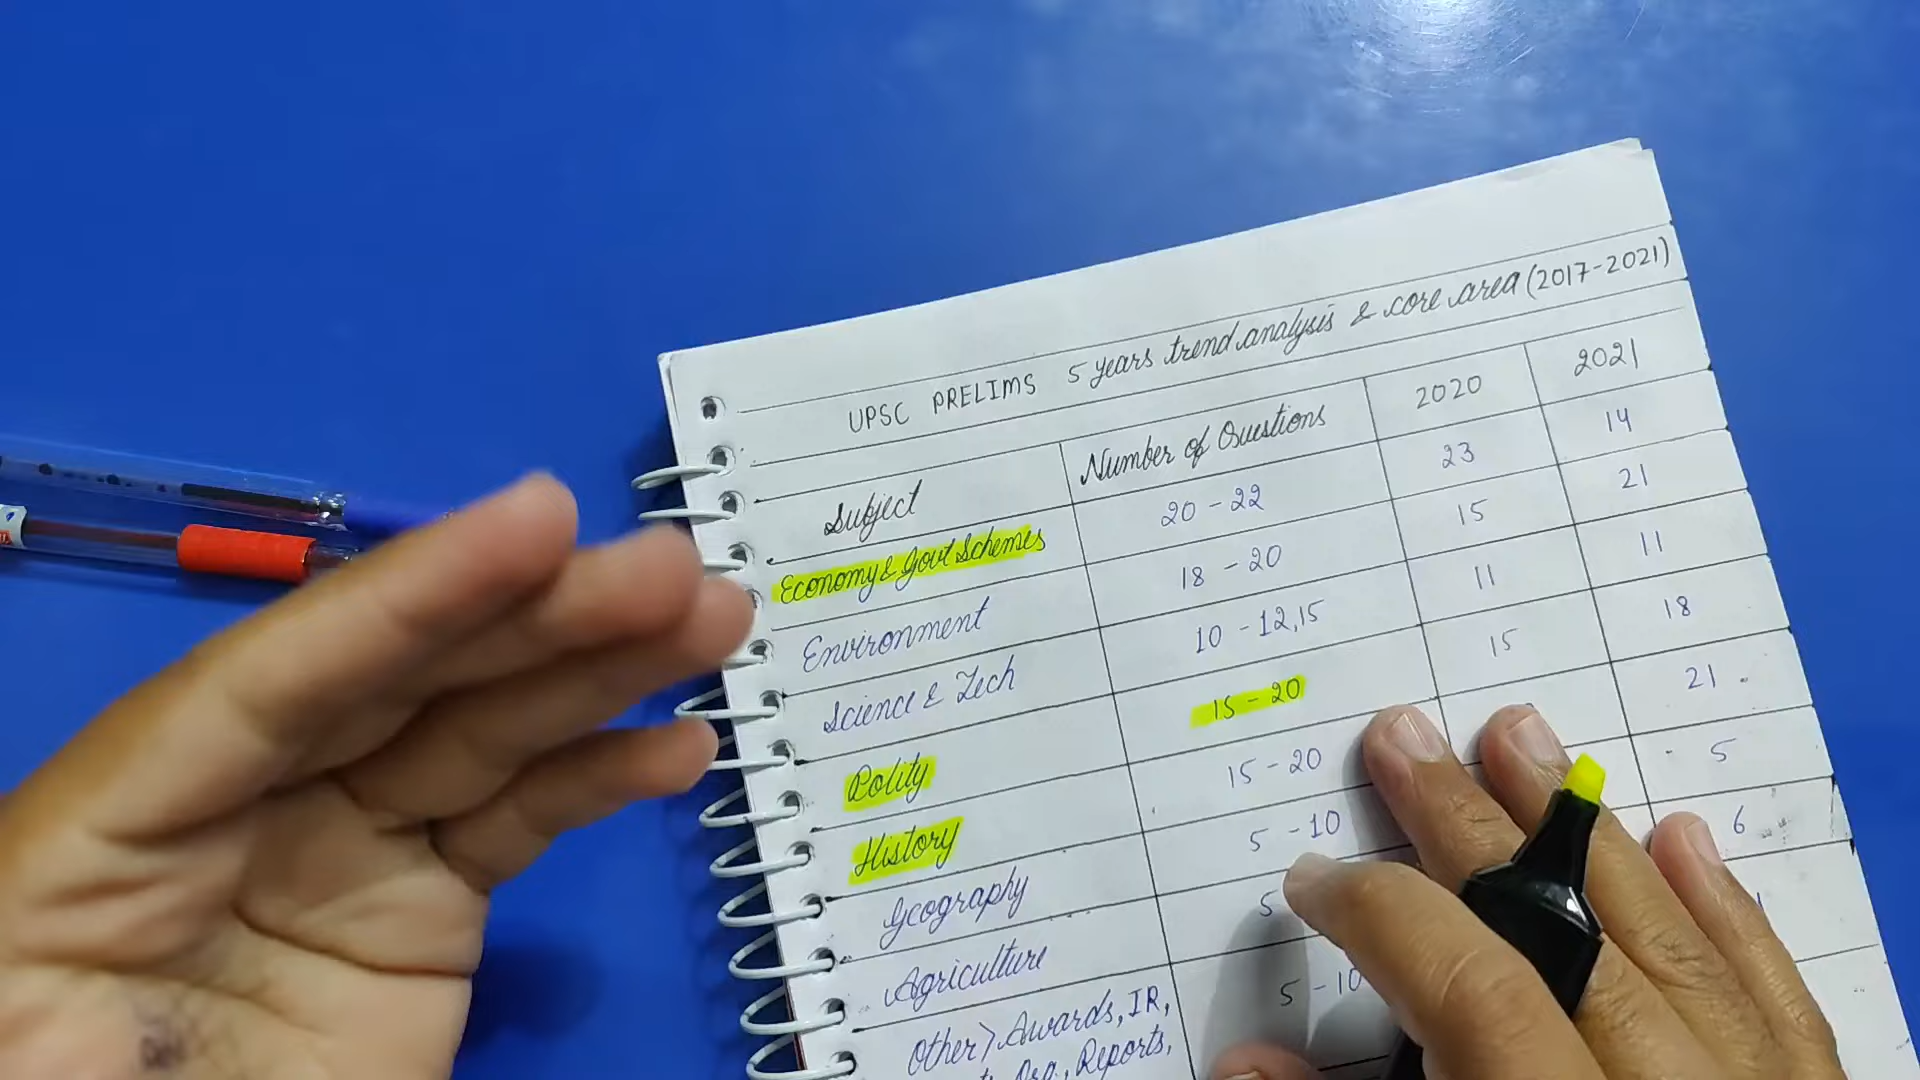 UPSC PRELIMS 5 years trend analysis & core area (2017-2021)
Subject Number of Questions 2020 2021
Economy & Govt Schemes 20 - 22 23 14
Environment 18 - 20 15 21
Science & Tech 10 - 12,15 11 11
Polity 15 - 20 15 18
History 15 - 20 21
Geography 5 - 10 5
Agriculture 5 6
Other > Awards, IR, 5 - 10
Reports,